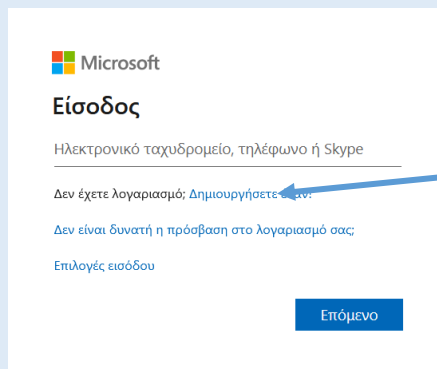 Microsoft
Είσοδος
Ηλεκτρονικό ταχυδρομείο, τηλέφωνο ή Skype
Δεν έχετε λογαριασμό; Δημιουργήσετε
Δεν είναι δυνατή η πρόσβαση στο λογαριασμό σας;
Επιλογές εισόδου
Επόμενο